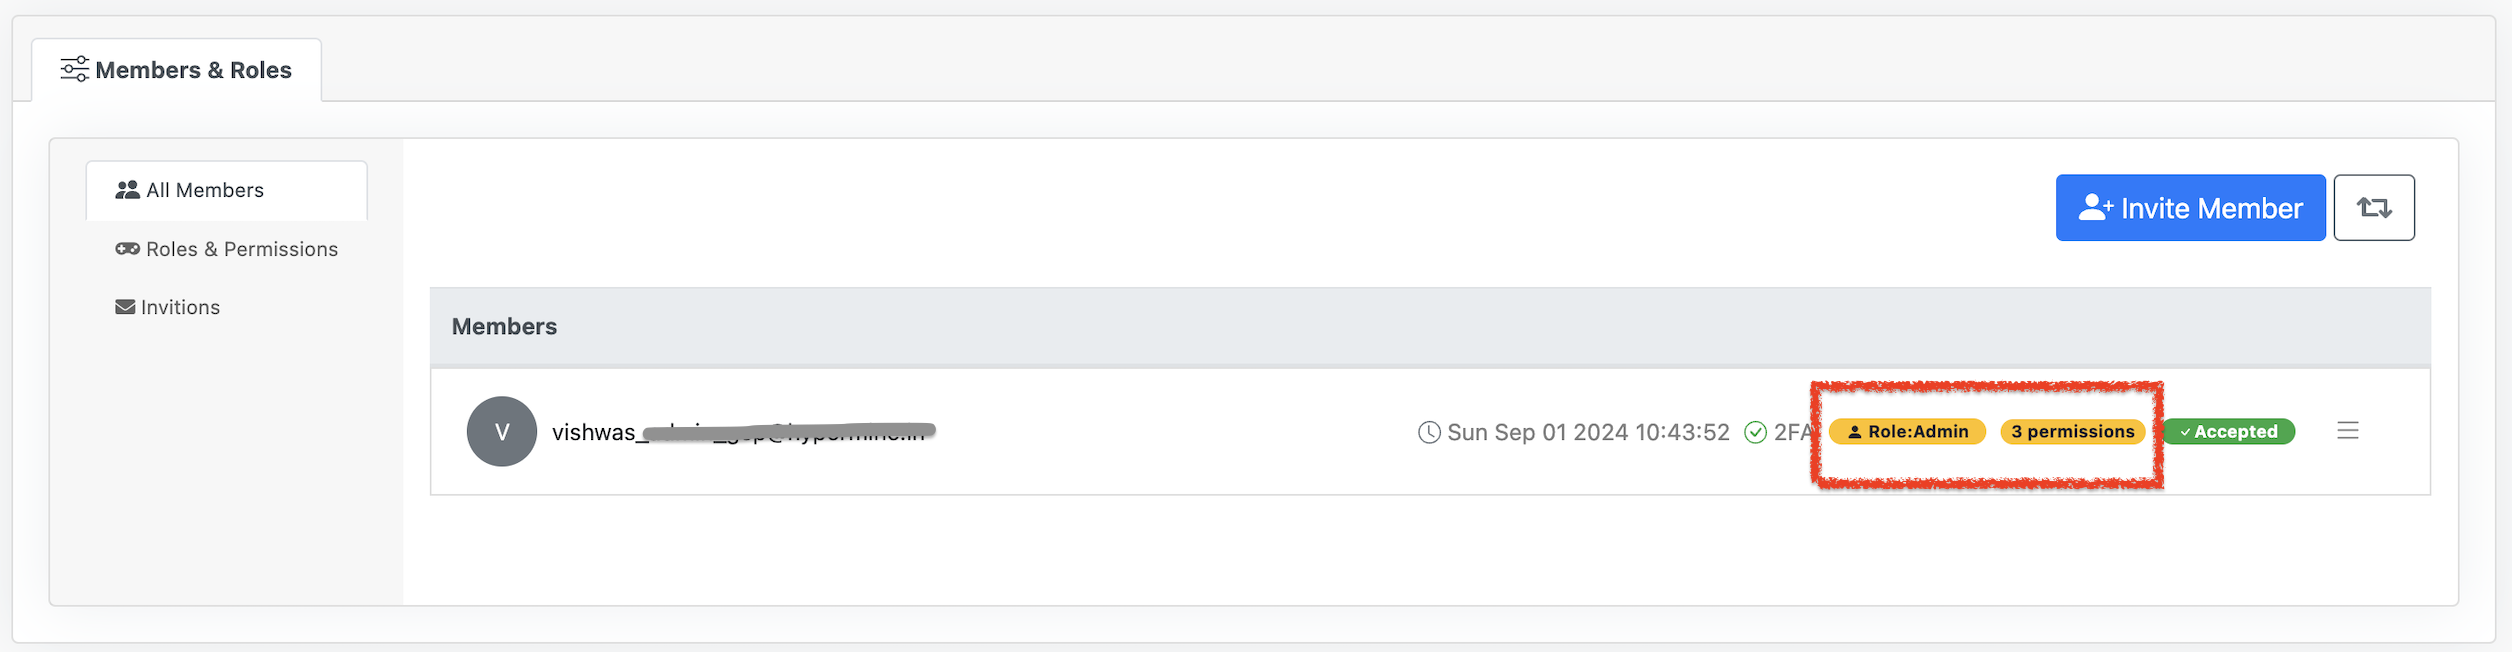 Members & Roles
All Members
Roles & Permissions
Invitions
Invite Member
Members
V
vishwas_
Sun Sep 01 2024 10:43:52 2FA Role:Admin 3 permissions Accepted